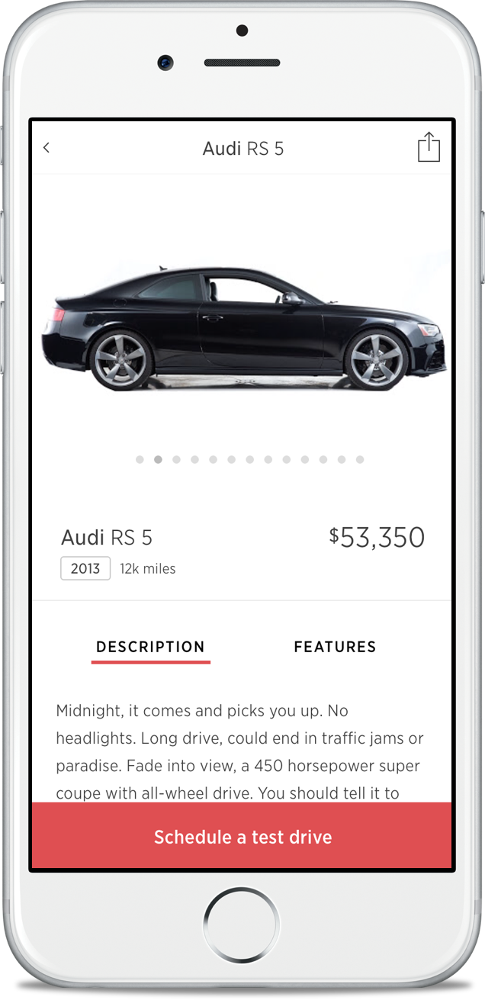 Audi RS 5
Audi RS 5
$53,350
2013 12k miles
DESCRIPTION FEATURES
Midnight, it comes and picks you up. No
headlights. Long drive, could end in traffic jams or
paradise. Fade into view, a 450 horsepower super
coupe with all-wheel drive. You should tell it to
Schedule a test drive